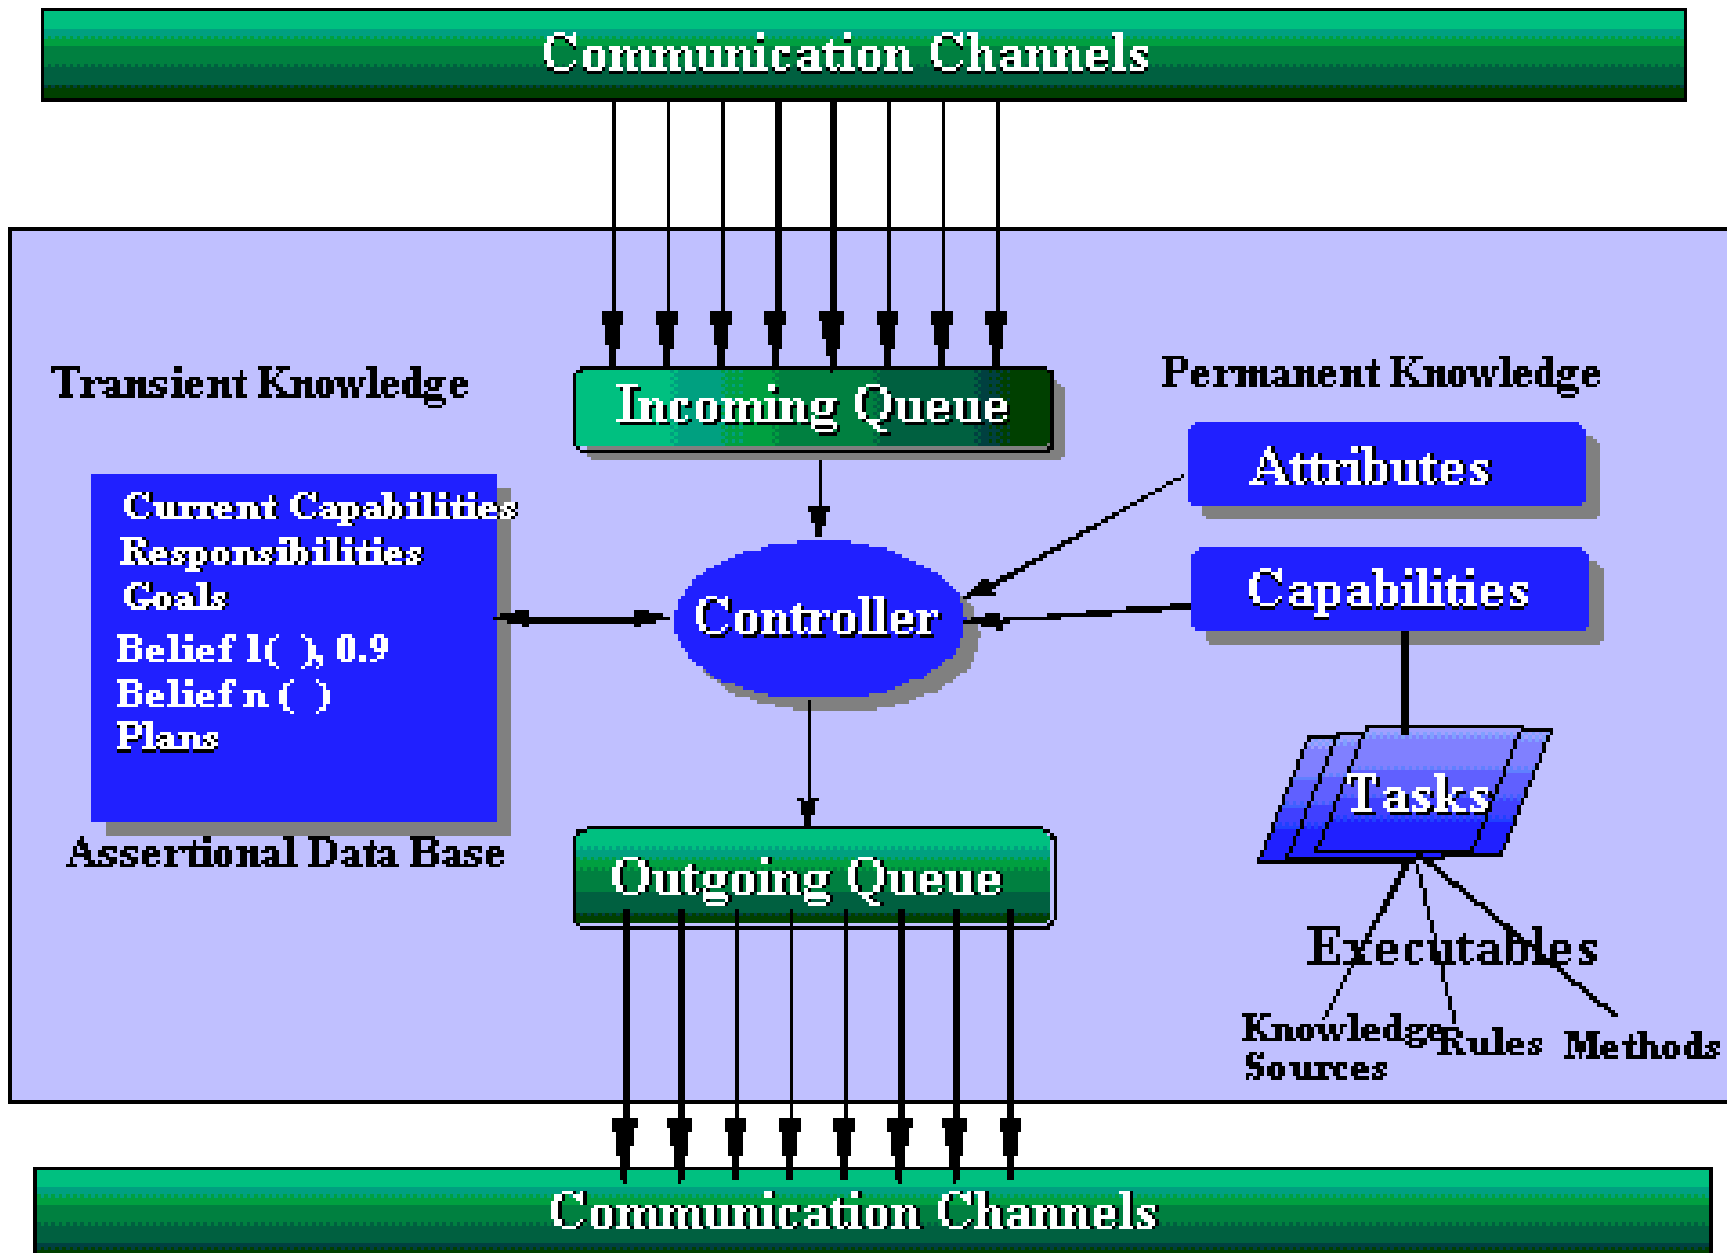 Communication Channels
Transient Knowledge
Permanent Knowledge
Incoming Queue
Attributes
Current Capabilities
Responsibilities
Goals
Belief 1( ), 0.9
Belief n ( )
Plans
Controller
Capabilities
Tasks
Assertional Data Base
Outgoing Queue
Executables
Knowledge
Sources
Rules
Methods
Communication Channels